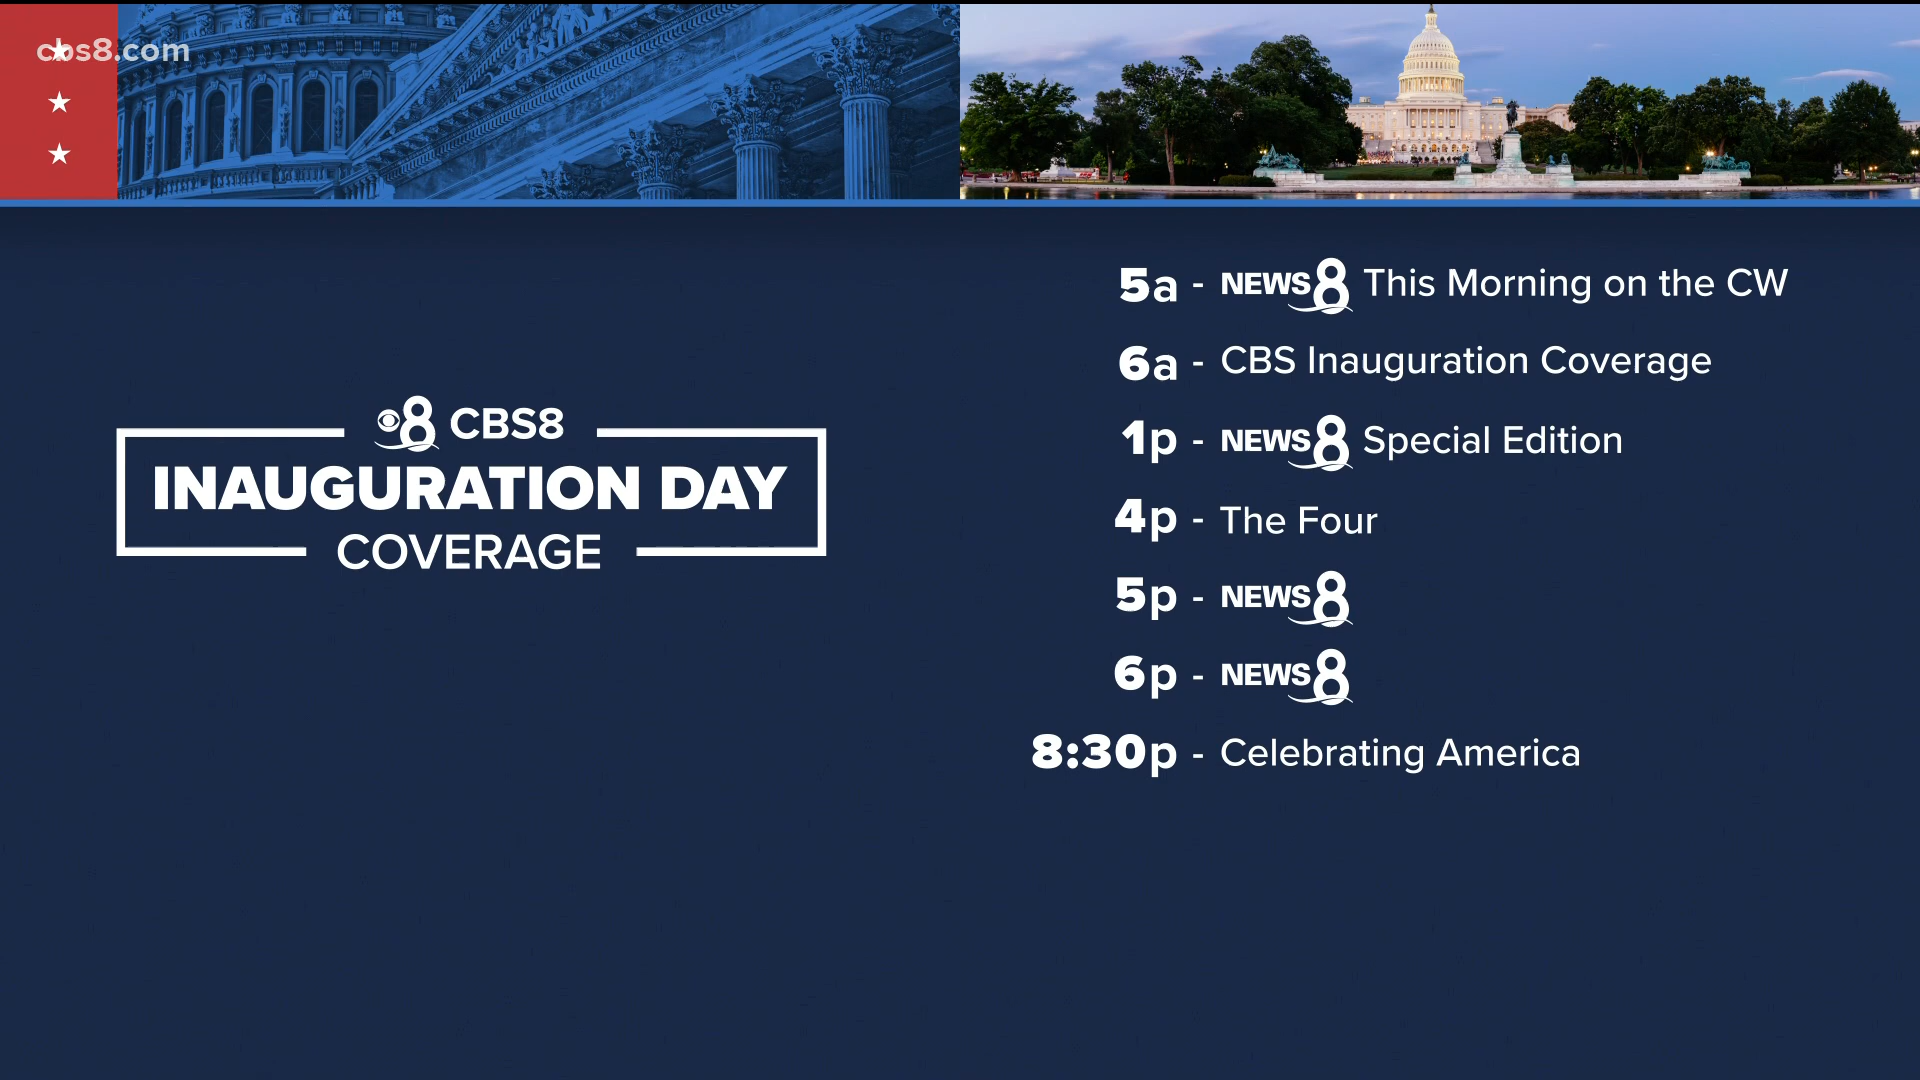 cbs8.com
8 CBS8
INAUGURATION DAY
COVERAGE
5a - NEWS8 This Morning on the CW
6a - CBS Inauguration Coverage
1p - NEWS8 Special Edition
4p - The Four
5p - NEWS8
6p - NEWS8
8:30p - Celebrating America